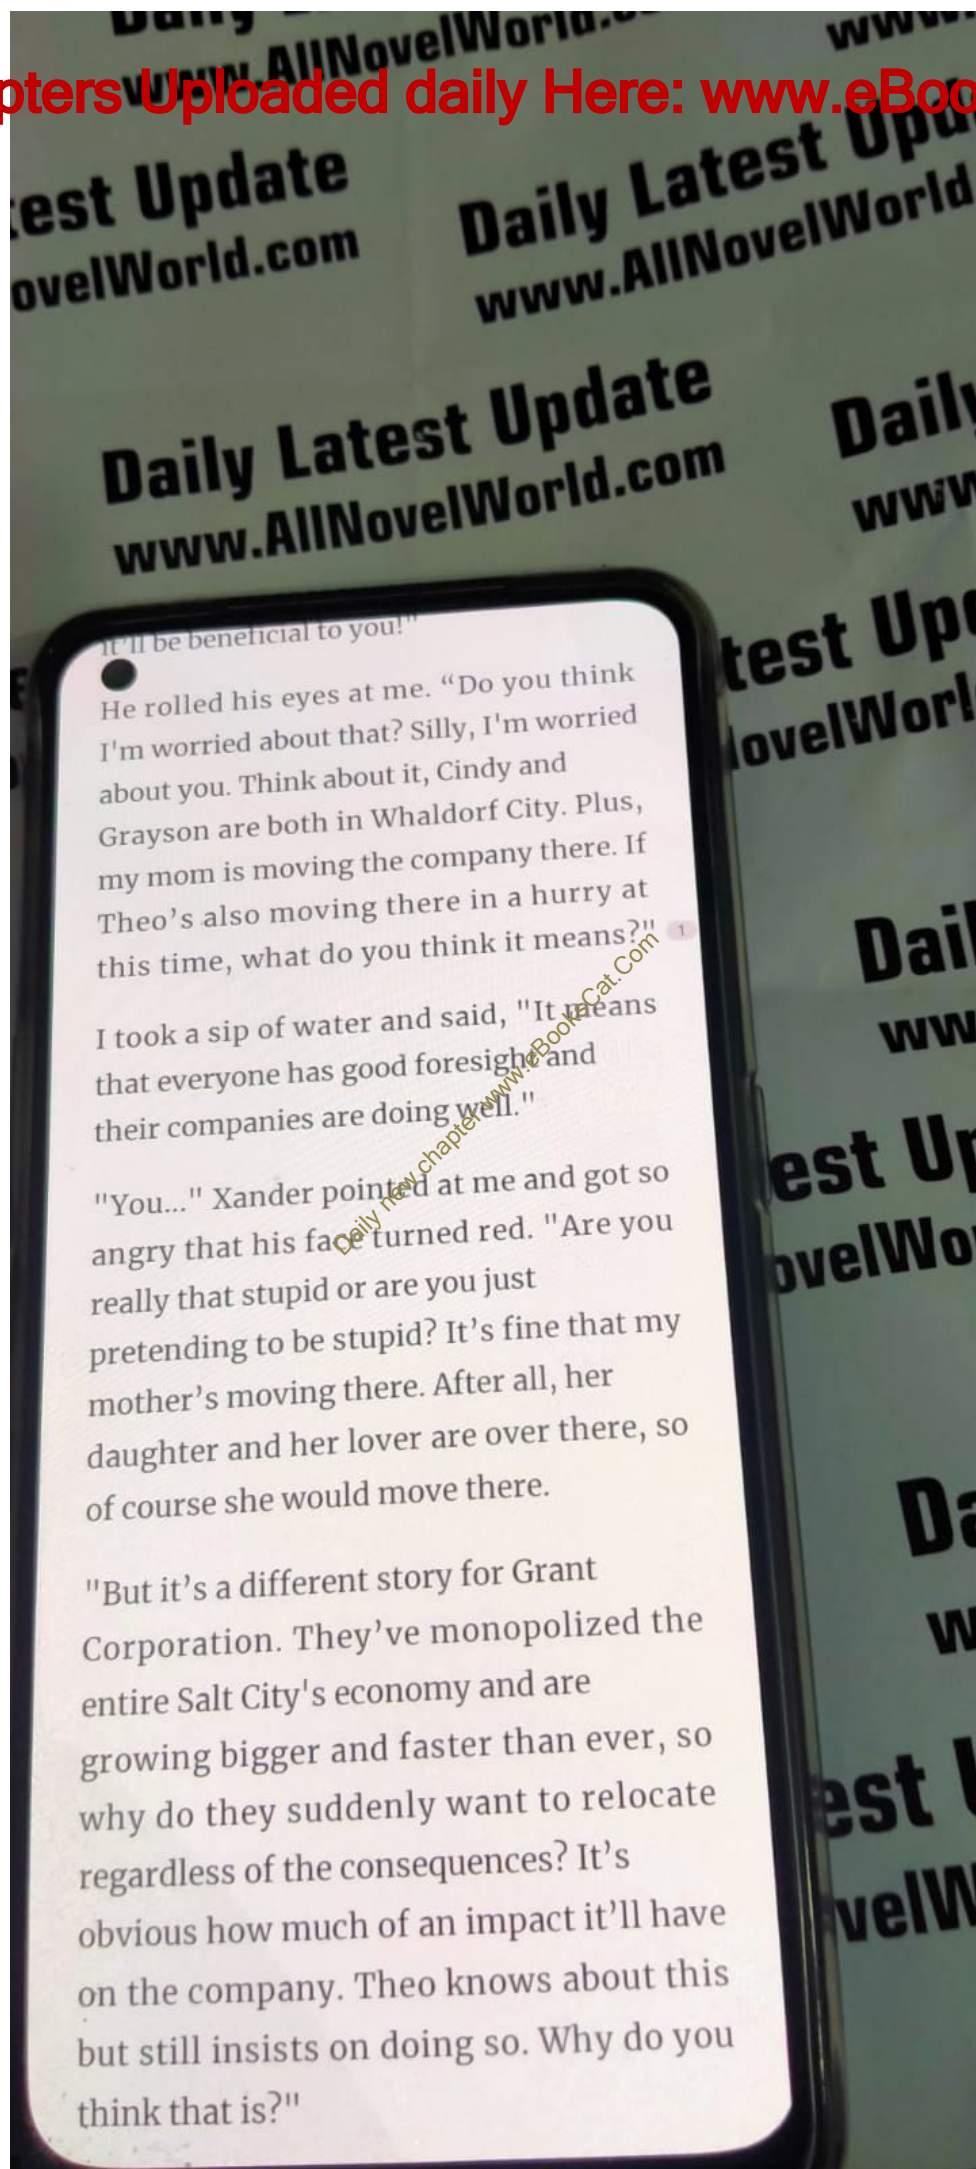 Daily
www.AllNovelWorld.
www.
pters Uploaded daily Here: www.eBoo
test Update
ovelWorld.com
Daily Latest Upda
www.AllNovelWorld
Daily Latest Update
www.AllNovelWorld.com
Daily
www
test Up
NovelWorl
it'll be beneficial to you!"
He rolled his eyes at me. “Do you think
I'm worried about that? Silly, I'm worried
about you. Think about it, Cindy and
Grayson are both in Whaldorf City. Plus,
my mom is moving the company there. If
Theo’s also moving there in a hurry at
this time, what do you think it means?"
1
I took a sip of water and said, "It means
that everyone has good foresight and
their companies are doing well."
Daily new chapter www.eBooksCat.Com
"You..." Xander pointed at me and got so
angry that his face turned red. "Are you
really that stupid or are you just
pretending to be stupid? It’s fine that my
mother’s moving there. After all, her
daughter and her lover are over there, so
of course she would move there.
"But it’s a different story for Grant
Corporation. They’ve monopolized the
entire Salt City's economy and are
growing bigger and faster than ever, so
why do they suddenly want to relocate
regardless of the consequences? It’s
obvious how much of an impact it’ll have
on the company. Theo knows about this
but still insists on doing so. Why do you
think that is?"
Dail
ww
est Up
ovelWo
Da
w
est U
velW